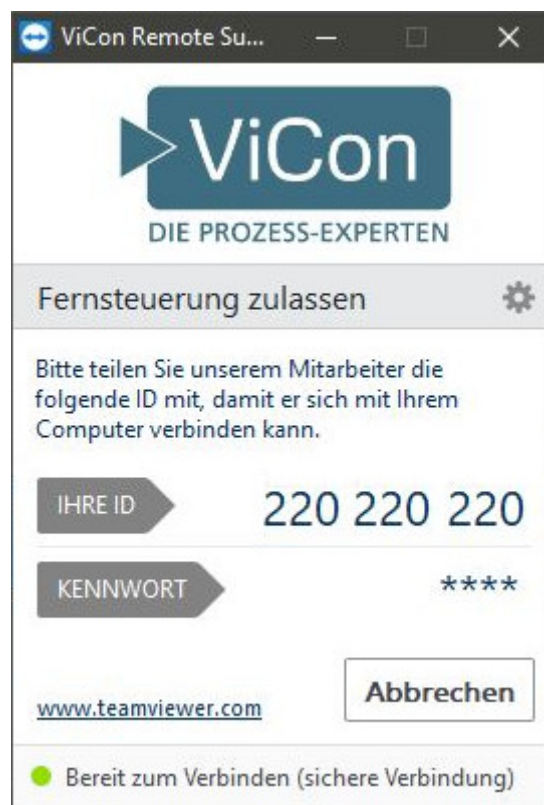 ViCon Remote Su...
ViCon
DIE PROZESS-EXPERTEN
Fernsteuerung zulassen
Bitte teilen Sie unserem Mitarbeiter die
folgende ID mit, damit er sich mit Ihrem
Computer verbinden kann.
IHRE ID 220 220 220
KENNWORT ****
www.teamviewer.com Abbrechen
Bereit zum Verbinden (sichere Verbindung)